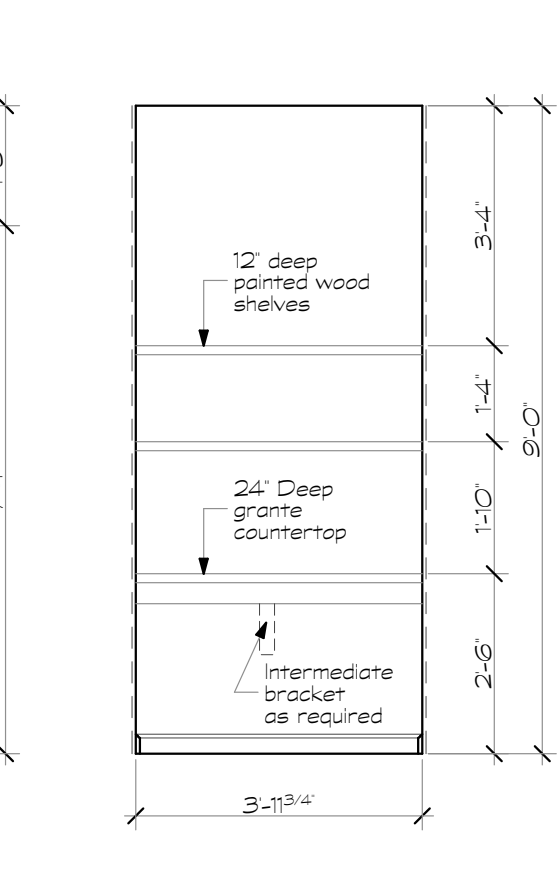 12" deep
painted wood
shelves
24" Deep
grante
countertop
Intermediate
bracket
as required
3'-4"
1'-4"
1'-10"
2'-6"
9'-0"
3'-11 3/4"